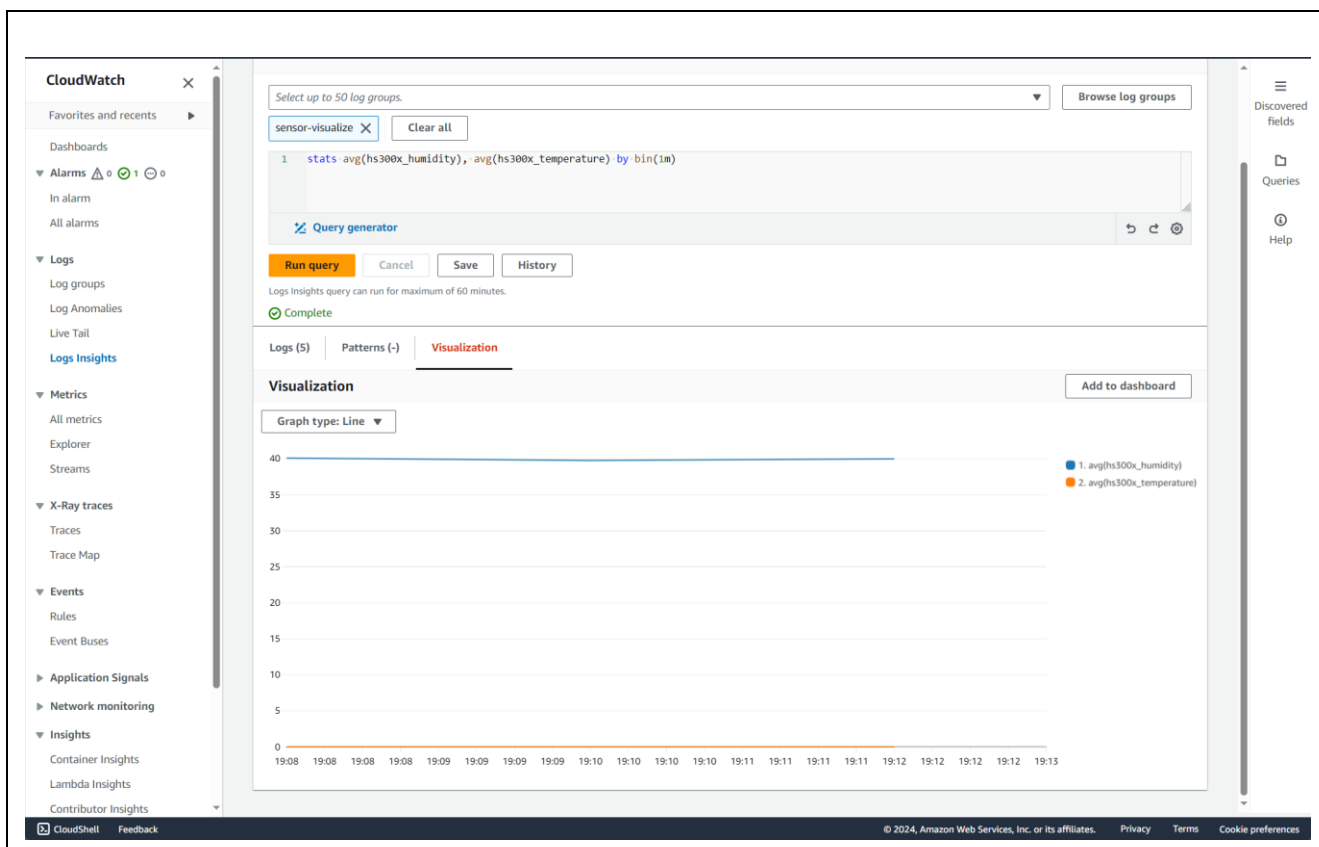 CloudWatch
Favorites and recents
Dashboards
Alarms 0 1 0
In alarm
All alarms
Logs
Log groups
Log Anomalies
Live Tail
Logs Insights
Metrics
All metrics
Explorer
Streams
X-Ray traces
Traces
Trace Map
Events
Rules
Event Buses
Application Signals
Network monitoring
Insights
Container Insights
Lambda Insights
Contributor Insights
Select up to 50 log groups.
Browse log groups
sensor-visualize
Clear all
1 stats avg(hs300x_humidity), avg(hs300x_temperature) by bin(1m)
Query generator
Run query Cancel Save History
Logs Insights query can run for maximum of 60 minutes.
Complete
Logs (5) Patterns (-) Visualization
Visualization
Add to dashboard
Graph type: Line
40
35
30
25
20
15
10
5
0
19:08 19:08 19:08 19:08 19:09 19:09 19:09 19:09 19:10 19:10 19:10 19:10 19:11 19:11 19:11 19:11 19:12 19:12 19:12 19:12 19:13
1. avg(hs300x_humidity)
2. avg(hs300x_temperature)
Discovered
fields
Queries
Help
CloudShell Feedback © 2024, Amazon Web Services, Inc. or its affiliates. Privacy Terms Cookie preferences